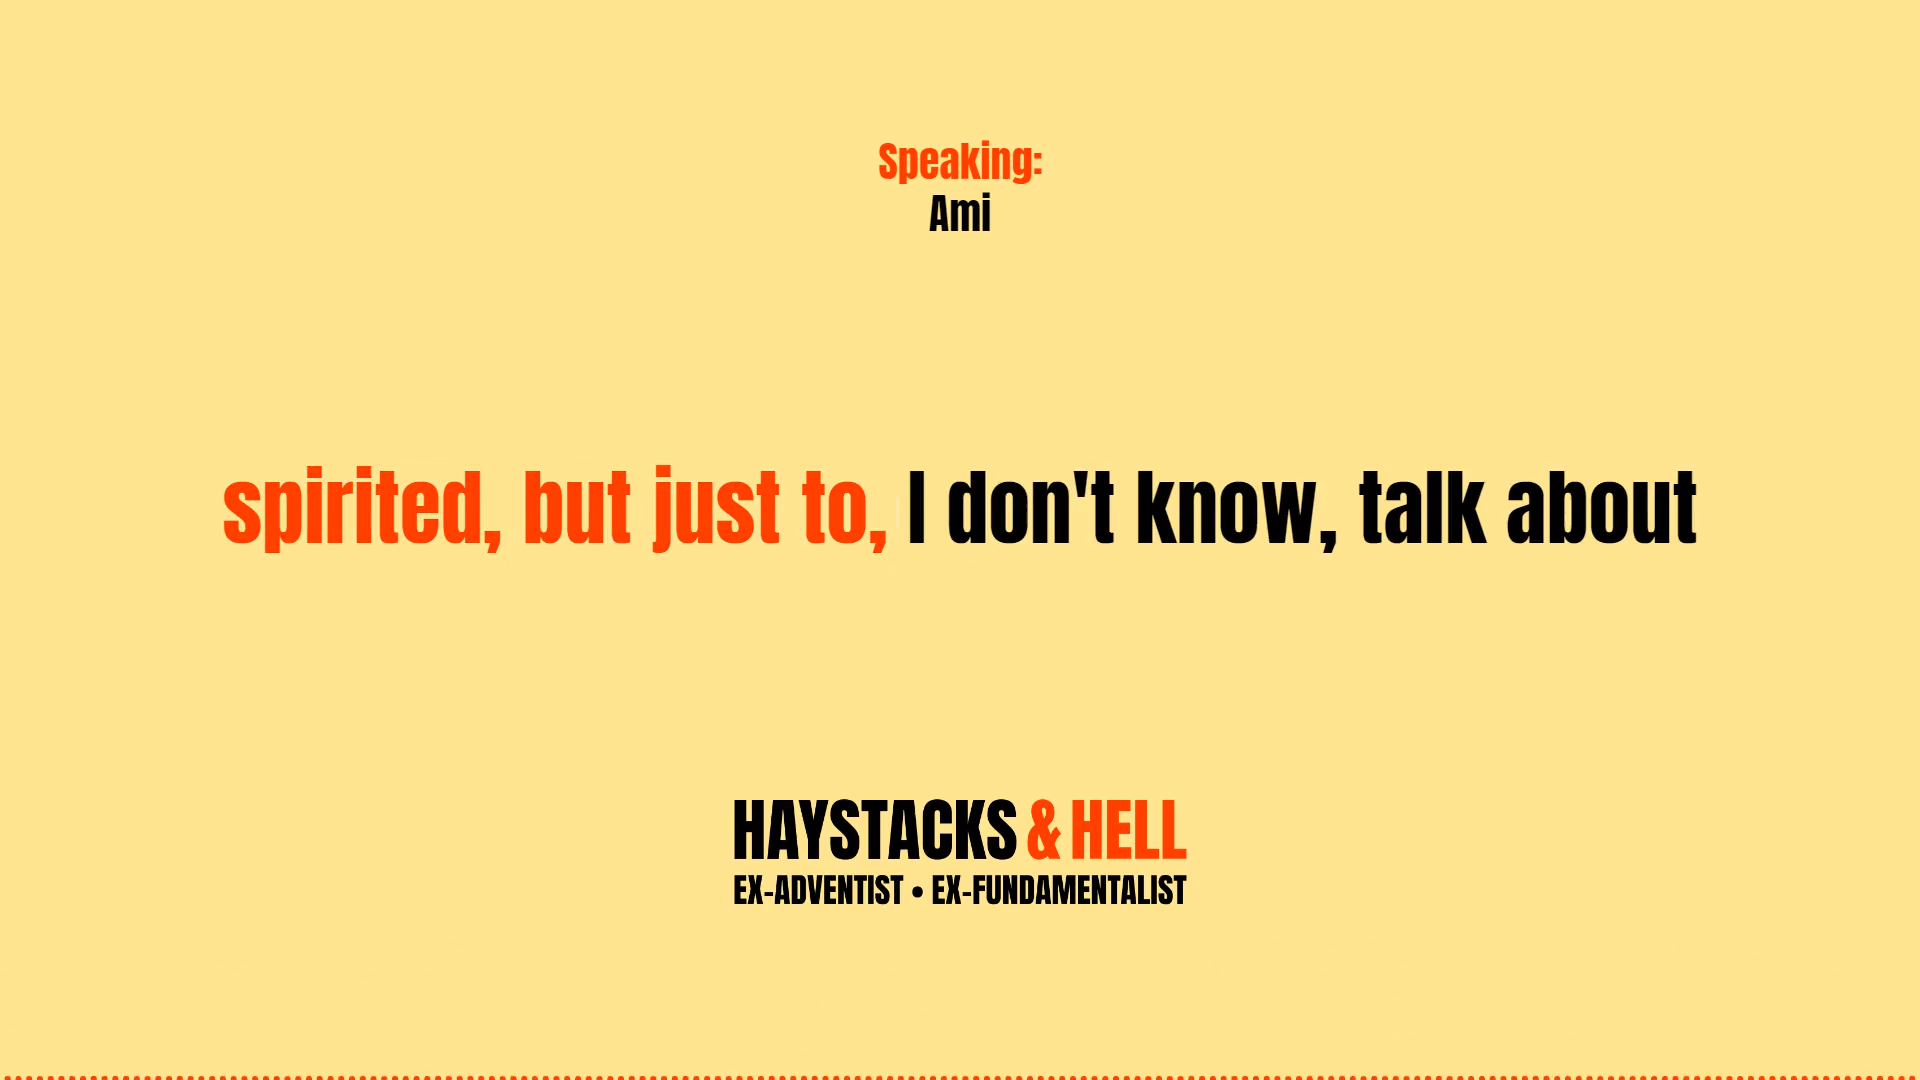 Speaking:
Ami
spirited, but just to, I don't know, talk about
HAYSTACKS & HELL
EX-ADVENTIST • EX-FUNDAMENTALIST